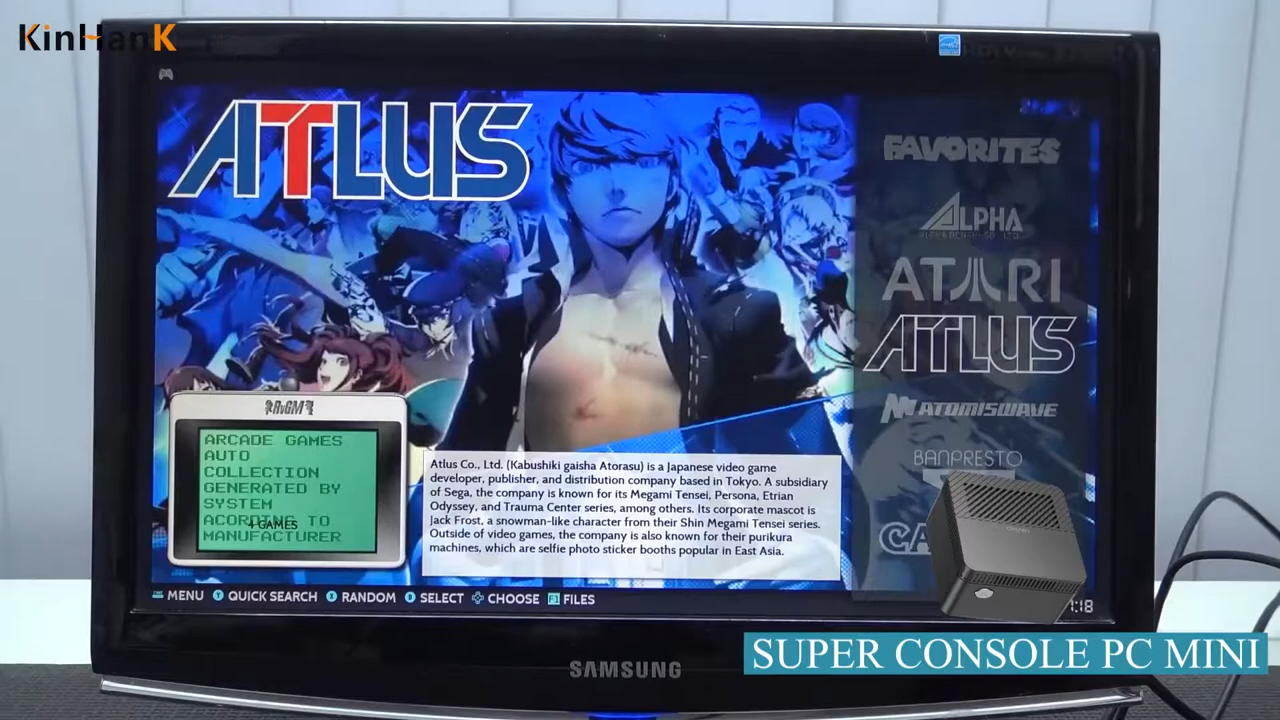 KinHanK
ATLUS
FAVORITES
ALPHA
ATARI
ATLUS
ATOMISWAVE
BANPRESTO
ARCADE GAMES
AUTO
COLLECTION
GENERATED BY
SYSTEM
ACORDING TO
4 GAMES
MANUFACTURER
Atlus Co., Ltd. (Kabushiki gaisha Atorasu) is a Japanese video game
developer, publisher, and distribution company based in Tokyo. A subsidiary
of Sega, the company is known for its Megami Tensei, Persona, Etrian
Odyssey, and Trauma Center series, among others. Its corporate mascot is
Jack Frost, a snowman-like character from their Shin Megami Tensei series.
Outside of video games, the company is also known for their purikura
machines, which are selfie photo sticker booths popular in East Asia.
MENU QUICK SEARCH RANDOM SELECT CHOOSE FILES
:18
SAMSUNG
SUPER CONSOLE PC MINI